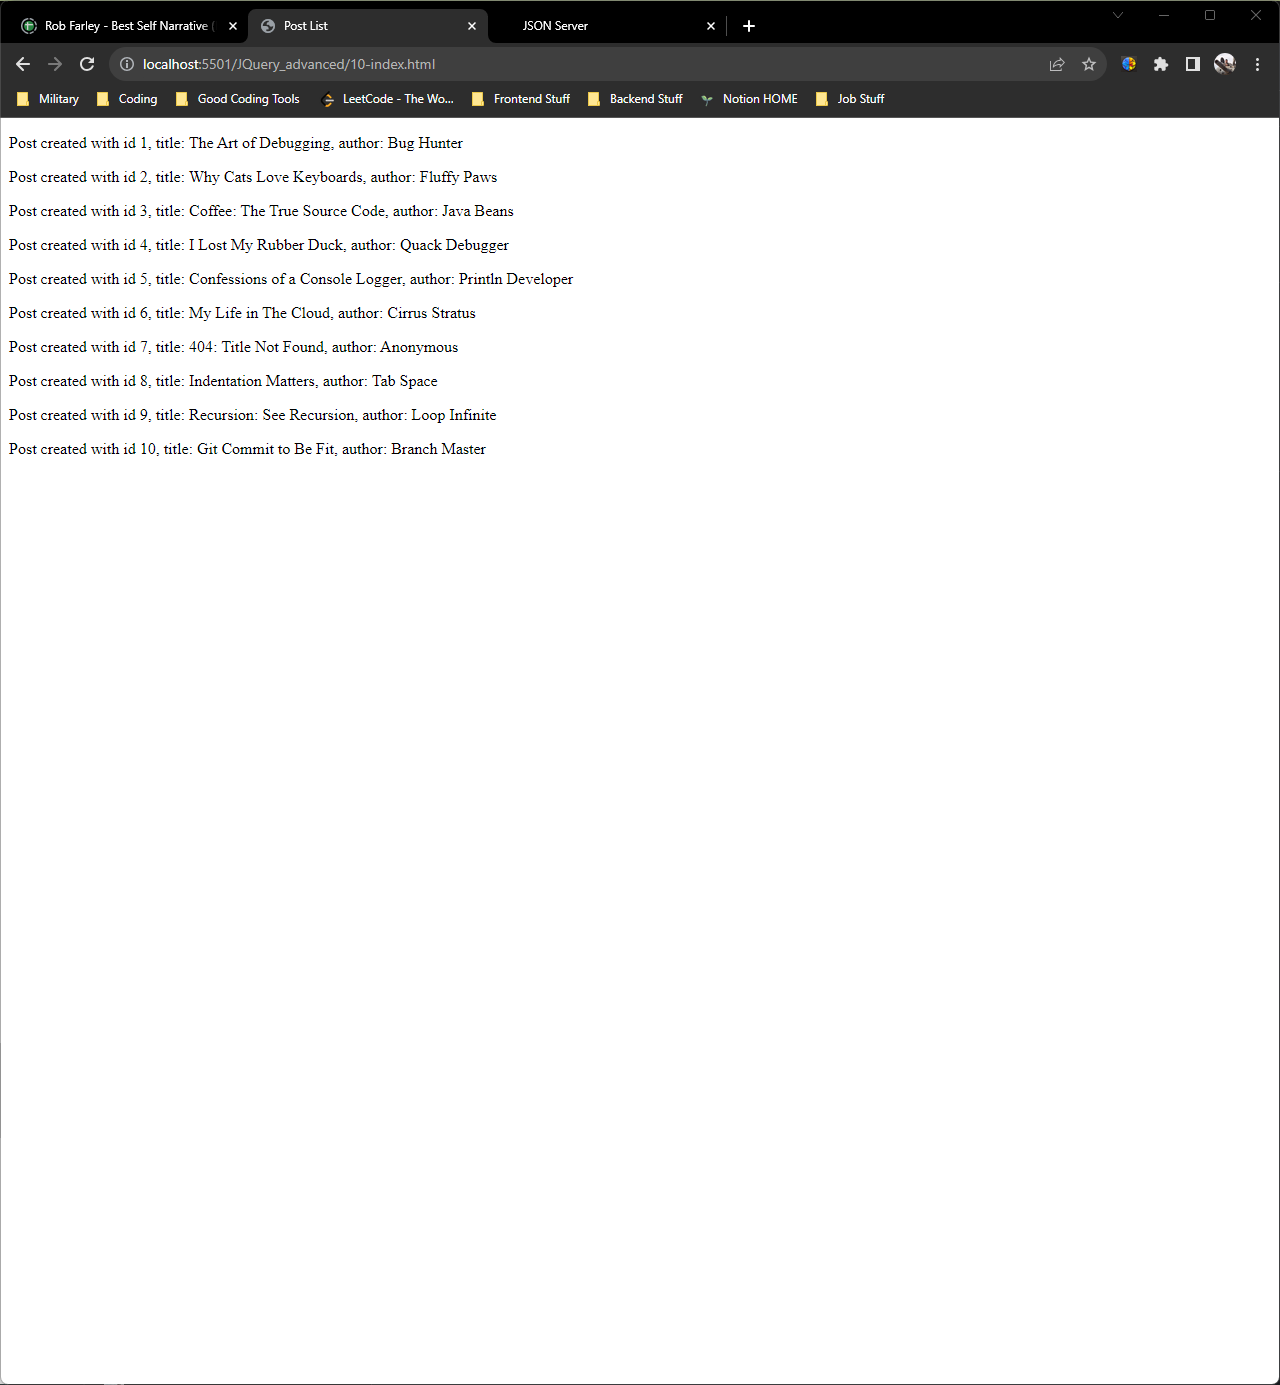 Rob Farley - Best Self Narrative (
Post List
JSON Server
localhost:5501/JQuery_advanced/10-index.html
Military
Coding
Good Coding Tools
LeetCode - The Wo...
Frontend Stuff
Backend Stuff
Notion HOME
Job Stuff
Post created with id 1, title: The Art of Debugging, author: Bug Hunter
Post created with id 2, title: Why Cats Love Keyboards, author: Fluffy Paws
Post created with id 3, title: Coffee: The True Source Code, author: Java Beans
Post created with id 4, title: I Lost My Rubber Duck, author: Quack Debugger
Post created with id 5, title: Confessions of a Console Logger, author: Println Developer
Post created with id 6, title: My Life in The Cloud, author: Cirrus Stratus
Post created with id 7, title: 404: Title Not Found, author: Anonymous
Post created with id 8, title: Indentation Matters, author: Tab Space
Post created with id 9, title: Recursion: See Recursion, author: Loop Infinite
Post created with id 10, title: Git Commit to Be Fit, author: Branch Master